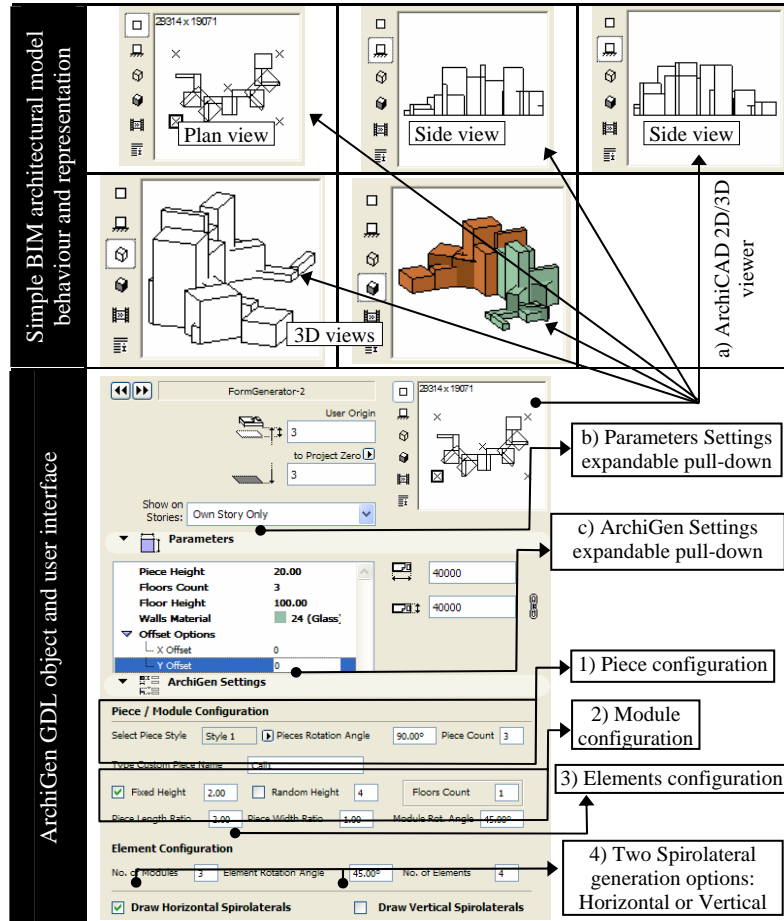 Simple BIM architectural model
behaviour and representation
29314 x 19071
Plan view
Side view
Side view
3D views
a) ArchiCAD 2D/3D
viewer
ArchiGen GDL object and user interface
FormGenerator-2
User Origin
3
to Project Zero
3
Show on
Stories:
Own Story Only
29314 x 19071
b) Parameters Settings
expandable pull-down
c) ArchiGen Settings
expandable pull-down
Parameters
Piece Height 20.00
Floors Count 3
Floor Height 100.00
Walls Material 24 (Glass)
Offset Options
X Offset 0
Y Offset 0
40000
40000
ArchiGen Settings
1) Piece configuration
Piece / Module Configuration
Select Piece Style Style 1 Pieces Rotation Angle 90.00° Piece Count 3
2) Module
configuration
Type Custom Piece Name
Fixed Height 2.00 Random Height 4 Floors Count 1
3) Elements configuration
Piece Length Ratio 2.00 Piece Width Ratio 1.00 Module Rot. Angle 45.00°
Element Configuration
No. of Modules 3 Element Rotation Angle 45.00° No. of Elements 4
4) Two Spirolateral
generation options:
Horizontal or Vertical
Draw Horizontal Spirolaterals Draw Vertical Spirolaterals